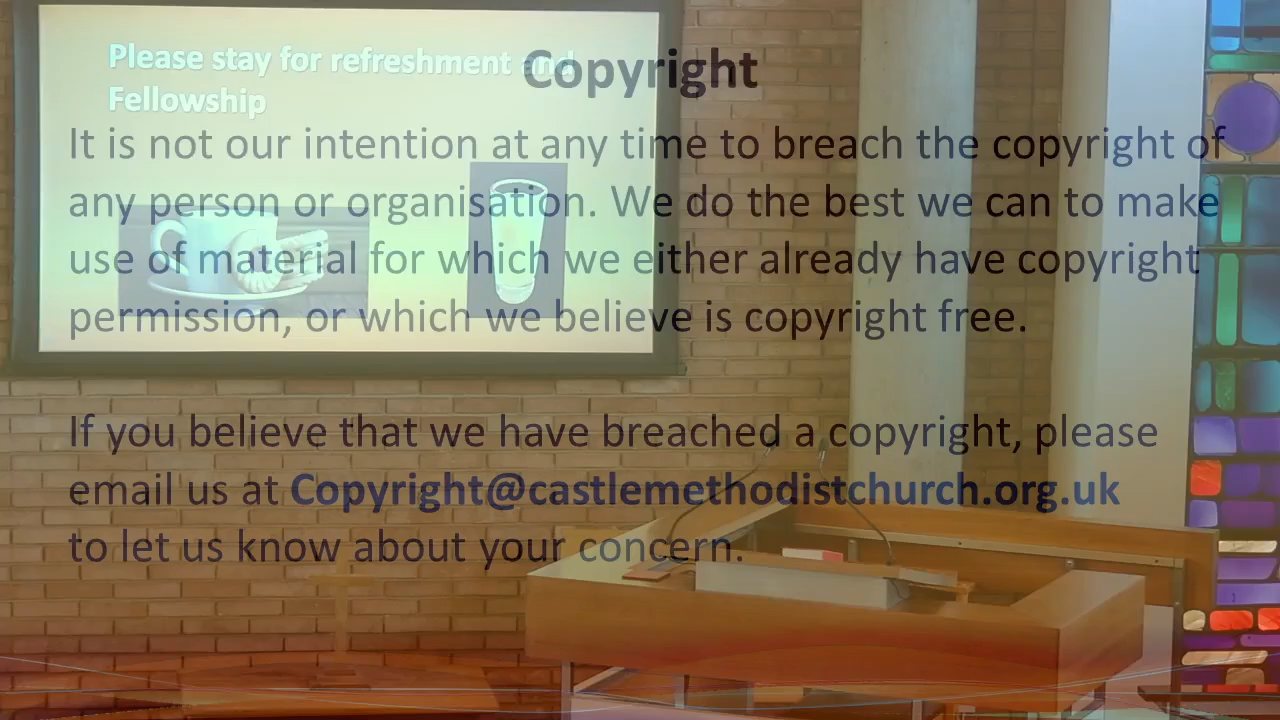 Please stay for refreshment and
Fellowship
Copyright
It is not our intention at any time to breach the copyright of
any person or organisation. We do the best we can to make
use of material for which we either already have copyright
permission, or which we believe is copyright free.
If you believe that we have breached a copyright, please
email us at Copyright@castlemethodistchurch.org.uk
to let us know about your concern.